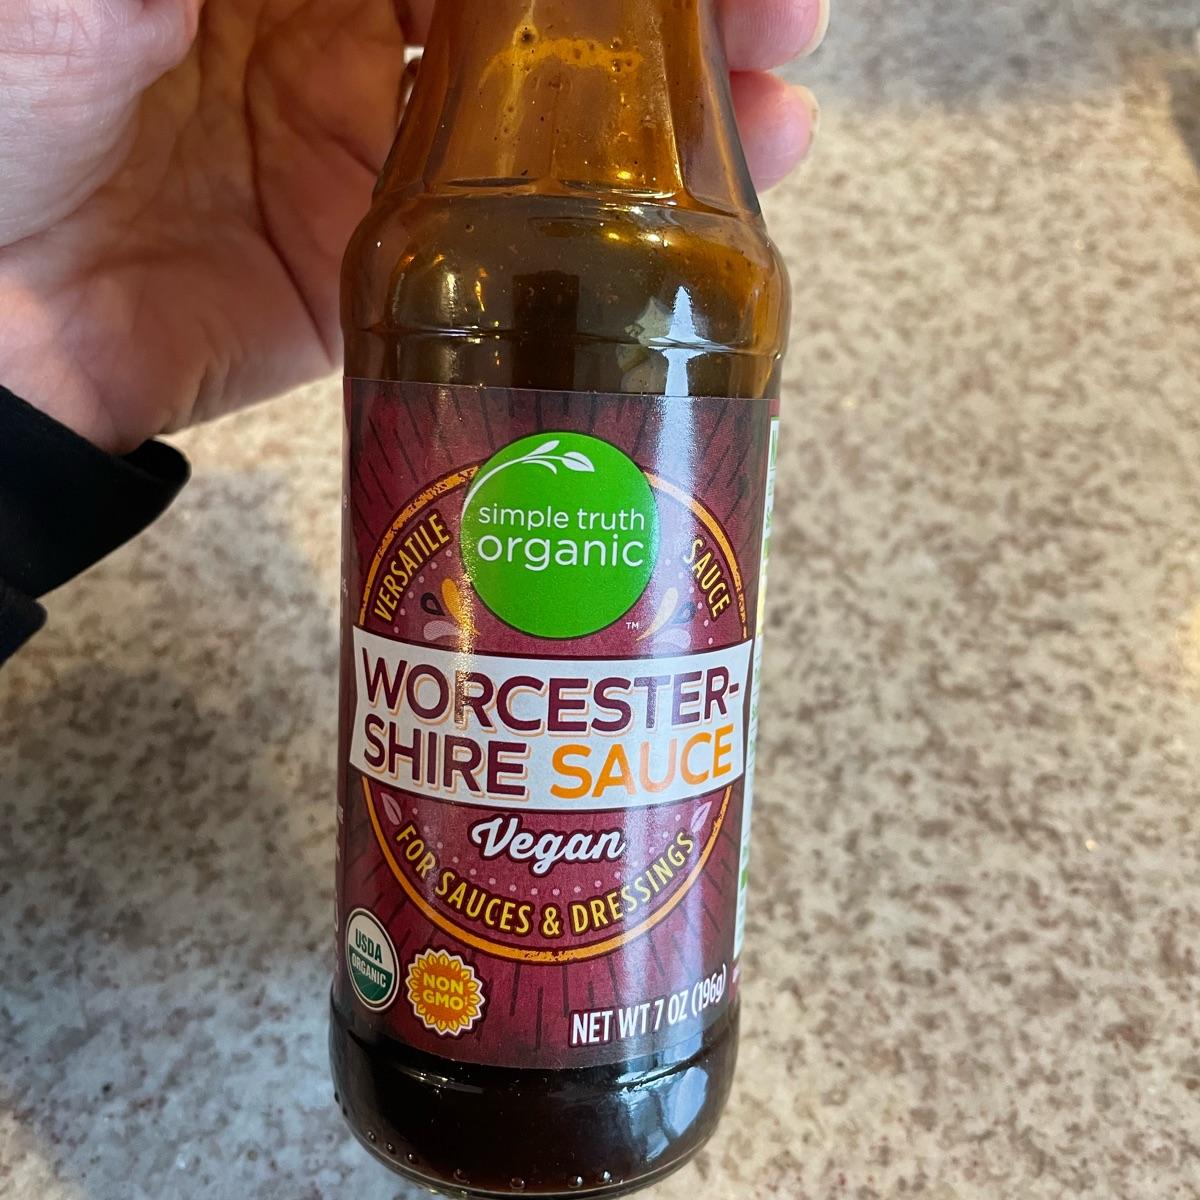 simple truth
organic
™
VERSATILE SAUCE
WORCESTER-
SHIRE SAUCE
Vegan
FOR SAUCES & DRESSINGS
USDA
ORGANIC
NON
GMO
NET WT 7 OZ (196g)